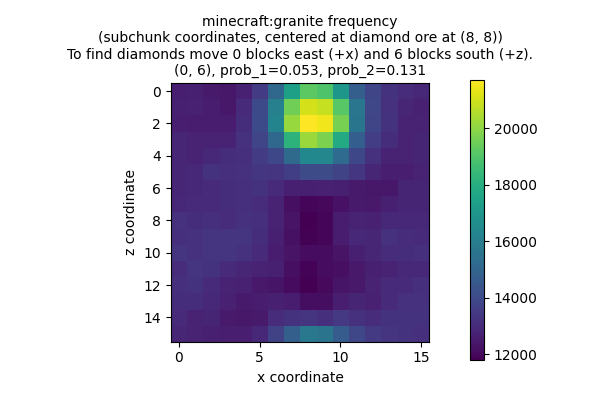 minecraft:granite frequency
(subchunk coordinates, centered at diamond ore at (8, 8))
To find diamonds move 0 blocks east (+x) and 6 blocks south (+z).
(0, 6), prob_1=0.053, prob_2=0.131
0
2
4
6
8
10
12
14
z coordinate
0
5
10
15
x coordinate
20000
18000
16000
14000
12000